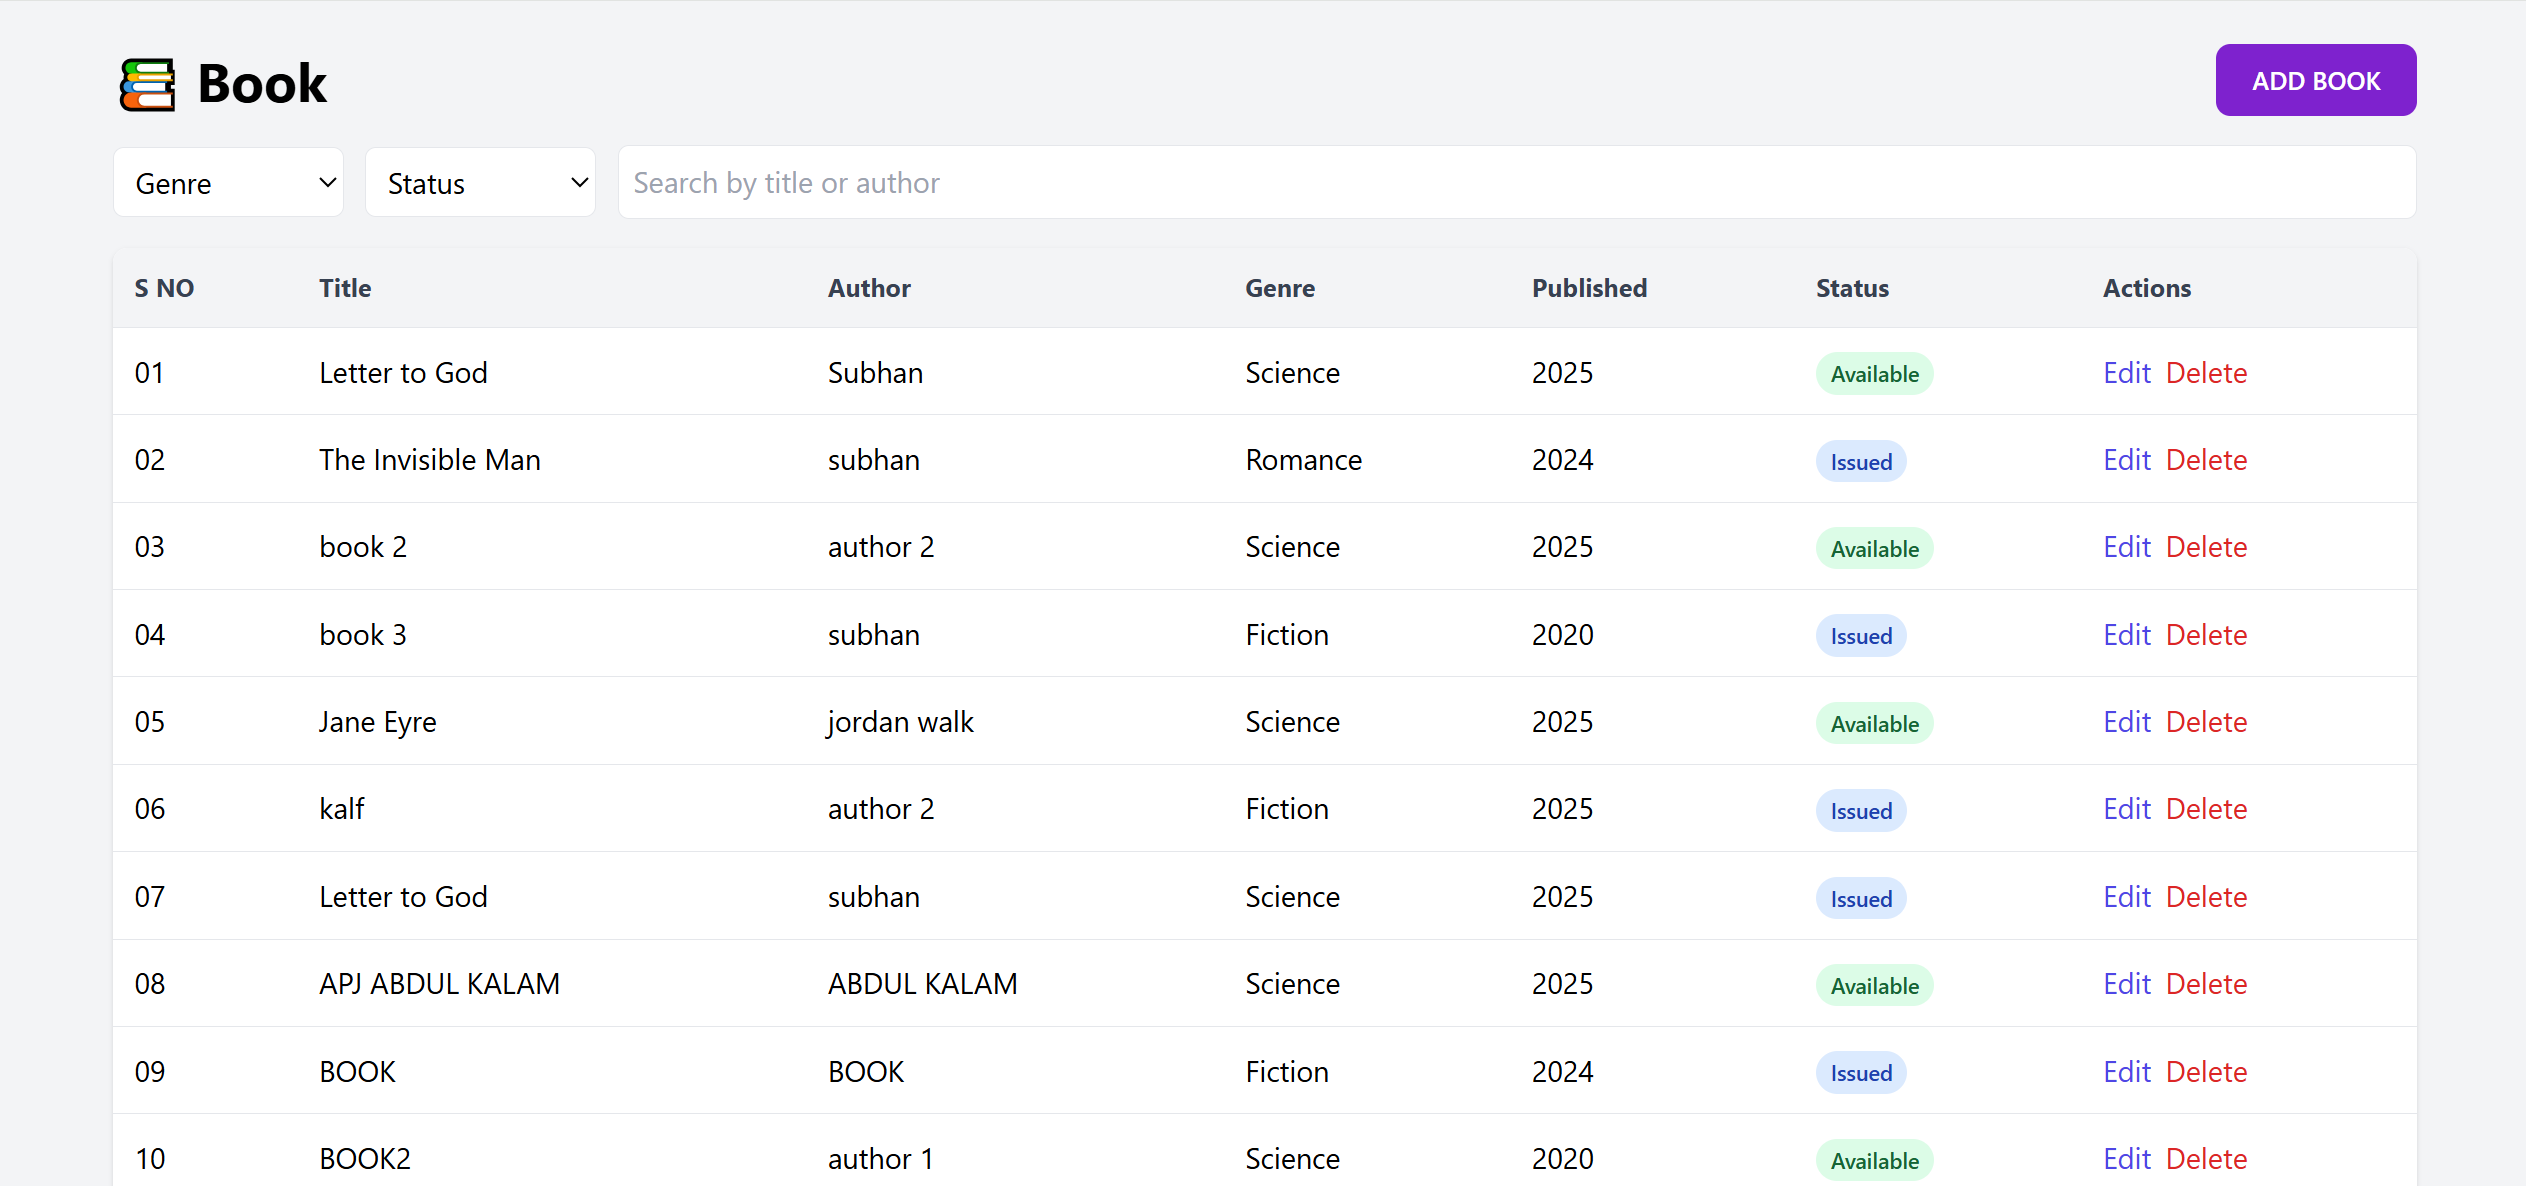 Book
ADD BOOK
Genre Status Search by title or author
S NO Title Author Genre Published Status Actions
01 Letter to God Subhan Science 2025 Available Edit Delete
02 The Invisible Man subhan Romance 2024 Issued Edit Delete
03 book 2 author 2 Science 2025 Available Edit Delete
04 book 3 subhan Fiction 2020 Issued Edit Delete
05 Jane Eyre jordan walk Science 2025 Available Edit Delete
06 kalf author 2 Fiction 2025 Issued Edit Delete
07 Letter to God subhan Science 2025 Issued Edit Delete
08 APJ ABDUL KALAM ABDUL KALAM Science 2025 Available Edit Delete
09 BOOK BOOK Fiction 2024 Issued Edit Delete
10 BOOK2 author 1 Science 2020 Available Edit Delete